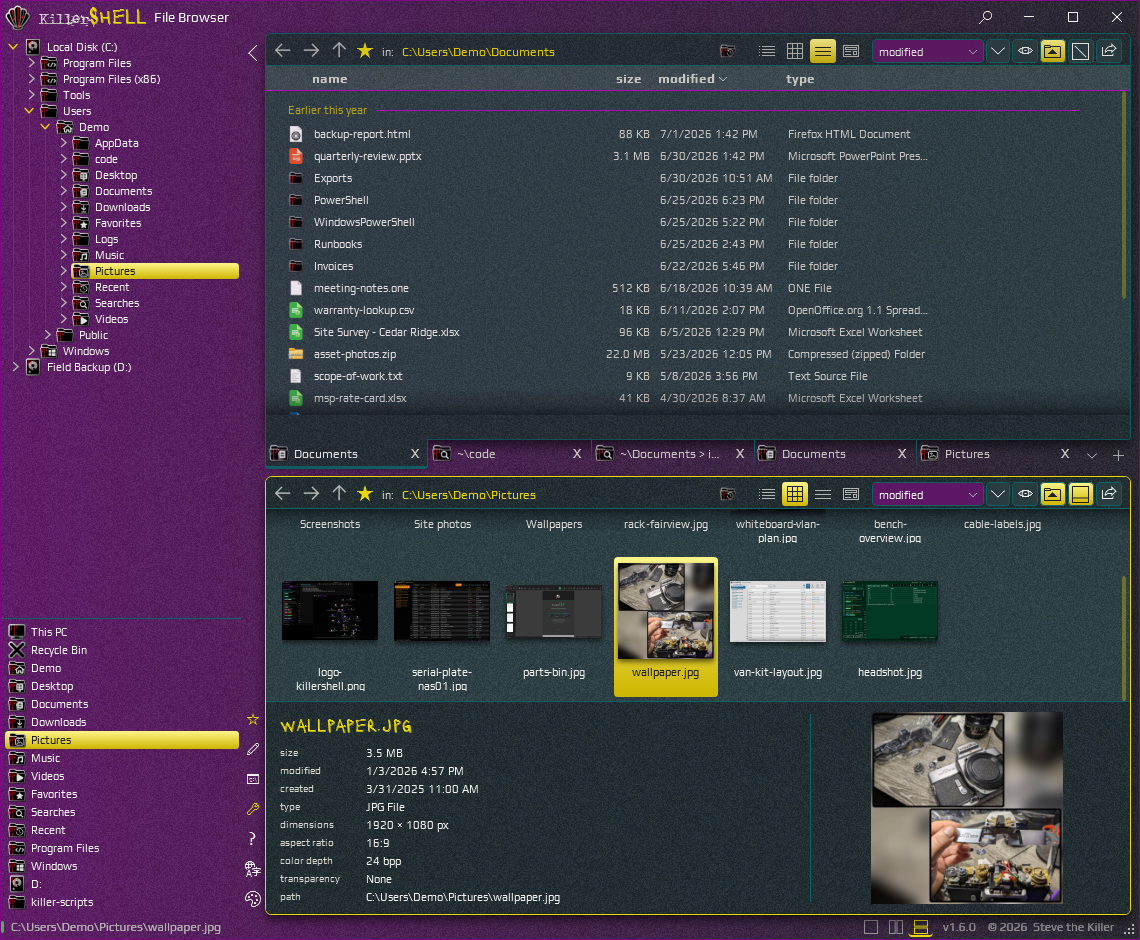 Killer$HELL File Browser
Local Disk (C:)
Program Files
Program Files (x86)
Tools
Users
Demo
AppData
code
Desktop
Documents
Downloads
Favorites
Logs
Music
Pictures
Recent
Searches
Videos
Public
Windows
Field Backup (D:)
This PC
Recycle Bin
Demo
Desktop
Documents
Downloads
Pictures
Music
Videos
Favorites
Searches
Recent
Program Files
Windows
D:
killer-scripts
in: C:\Users\Demo\Documents modified
name size modified type
Earlier this year
backup-report.html 88 KB 7/1/2026 1:42 PM Firefox HTML Document
quarterly-review.pptx 3.1 MB 6/30/2026 1:42 PM Microsoft PowerPoint Pres...
Exports 6/30/2026 10:51 AM File folder
PowerShell 6/25/2026 6:23 PM File folder
WindowsPowerShell 6/25/2026 5:22 PM File folder
Runbooks 6/25/2026 2:43 PM File folder
Invoices 6/22/2026 5:46 PM File folder
meeting-notes.one 512 KB 6/18/2026 10:39 AM ONE File
warranty-lookup.csv 18 KB 6/11/2026 2:07 PM OpenOffice.org 1.1 Spread...
Site Survey - Cedar Ridge.xlsx 96 KB 6/5/2026 12:29 PM Microsoft Excel Worksheet
asset-photos.zip 22.0 MB 5/23/2026 12:05 PM Compressed (zipped) Folder
scope-of-work.txt 9 KB 5/8/2026 3:56 PM Text Source File
msp-rate-card.xlsx 41 KB 4/30/2026 8:37 AM Microsoft Excel Worksheet
Documents X ~\code X ~\Documents > i... X Documents X Pictures X
in: C:\Users\Demo\Pictures modified
Screenshots Site photos Wallpapers rack-fairview.jpg whiteboard-vlan-plan.jpg bench-overview.jpg cable-labels.jpg
logo-killershell.png serial-plate-nas01.jpg parts-bin.jpg wallpaper.jpg van-kit-layout.jpg headshot.jpg
WALLPAPER.JPG
size 3.5 MB
modified 1/3/2026 4:57 PM
created 3/31/2025 11:00 AM
type JPG File
dimensions 1920 × 1080 px
aspect ratio 16:9
color depth 24 bpp
transparency None
path C:\Users\Demo\Pictures\wallpaper.jpg
C:\Users\Demo\Pictures\wallpaper.jpg v1.6.0 © 2026 Steve the Killer